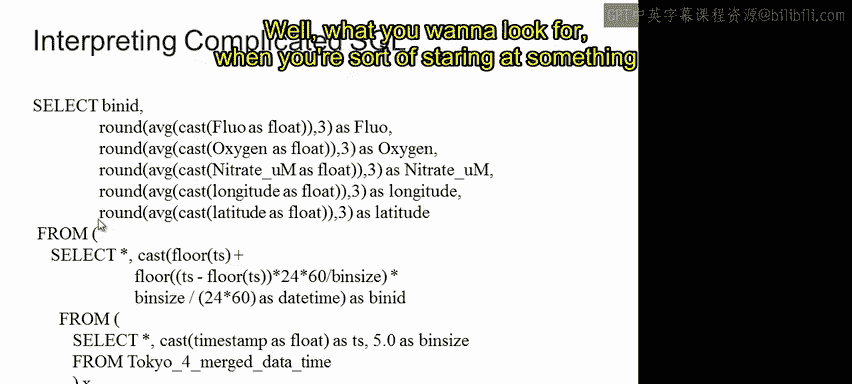 GPT中英字幕课程资源@bilibili.com
Well, what you wanna look for,
Interpreting Complicated SQL
when you're sort of staring at something
SELECT binid,
round(avg(cast(Fluo as float)),3) as Fluo,
round(avg(cast(Oxygen as float)),3) as Oxygen,
round(avg(cast(Nitrate_uM as float)),3) as Nitrate_uM,
round(avg(cast(longitude as float)),3) as longitude,
round(avg(cast(latitude as float)),3) as latitude
FROM (
SELECT *, cast(floor(ts) +
floor((ts - floor(ts))*24*60/binsize) *
binsize / (24*60) as datetime) as binid
FROM (
SELECT *, cast(timestamp as float) as ts, 5.0 as binsize
FROM Tokyo_4_merged_data_time
) x